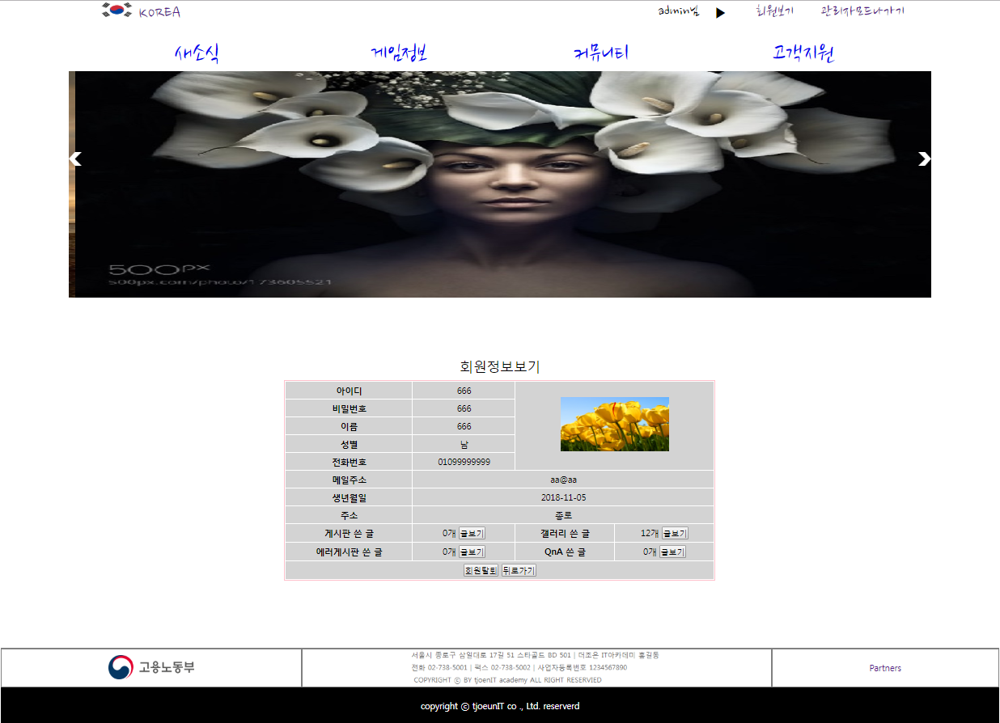 KOREA
admin님 ▶ 회원보기 관리자모드나가기
새소식 게임정보 커뮤니티 고객지원
500PX
500px.com/photo/173605521
회원정보보기
아이디 666
비밀번호 666
이름 666
성별 남
전화번호 01099999999
메일주소 aa@aa
생년월일 2018-11-05
주소 종로
게시판 쓴 글 0개 글보기 갤러리 쓴 글 12개 글보기
에러게시판 쓴 글 0개 글보기 QnA 쓴 글 0개 글보기
회원탈퇴 뒤로가기
고용노동부
서울시 종로구 삼일대로 17길 51 스타골드 BD 501 | 더조은 IT아카데미 홍길동
전화 02-738-5001 | 팩스 02-738-5002 | 사업자등록번호 1234567890
COPYRIGHT ⓒ BY tjoenIT academy ALL RIGHT RESERVIED
Partners
copyright ⓒ tjoeunIT co ., Ltd. reserverd